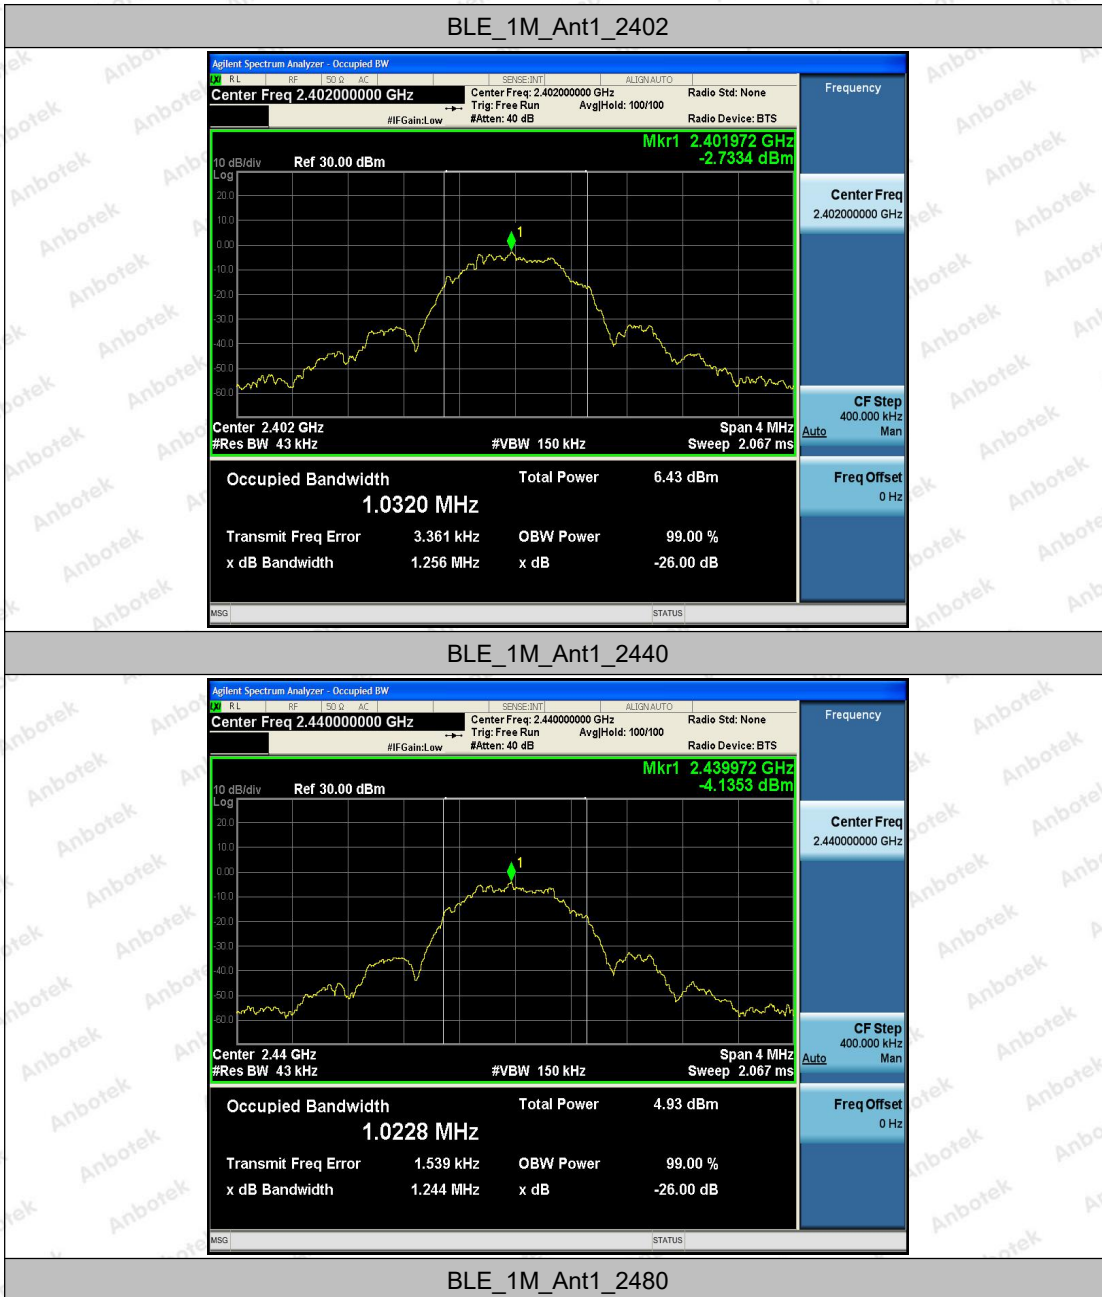 BLE_1M_Ant1_2402
Agilent Spectrum Analyzer - Occupied BW
LXI RL RF 50 Ω AC SENSE:INT ALIGN AUTO
Center Freq 2.402000000 GHz
Center Freq: 2.402000000 GHz
Radio Std: None
Trig: Free Run Avg|Hold: 100/100
#IFGain:Low #Atten: 40 dB Radio Device: BTS
Mkr1 2.401972 GHz
-2.7334 dBm
10 dB/div Ref 30.00 dBm
Log
20.0
10.0
0.00
-10.0
-20.0
-30.0
-40.0
-50.0
-60.0
1
Center 2.402 GHz Span 4 MHz
#Res BW 43 kHz #VBW 150 kHz Sweep 2.067 ms
Occupied Bandwidth Total Power 6.43 dBm
1.0320 MHz
Transmit Freq Error 3.361 kHz OBW Power 99.00 %
x dB Bandwidth 1.256 MHz x dB -26.00 dB
MSG STATUS
Frequency
Center Freq
2.402000000 GHz
CF Step
400.000 kHz
Auto Man
Freq Offset
0 Hz
BLE_1M_Ant1_2440
Agilent Spectrum Analyzer - Occupied BW
LXI RL RF 50 Ω AC SENSE:INT ALIGN AUTO
Center Freq 2.440000000 GHz
Center Freq: 2.440000000 GHz
Radio Std: None
Trig: Free Run Avg|Hold: 100/100
#IFGain:Low #Atten: 40 dB Radio Device: BTS
Mkr1 2.439972 GHz
-4.1353 dBm
10 dB/div Ref 30.00 dBm
Log
20.0
10.0
0.00
-10.0
-20.0
-30.0
-40.0
-50.0
-60.0
1
Center 2.44 GHz Span 4 MHz
#Res BW 43 kHz #VBW 150 kHz Sweep 2.067 ms
Occupied Bandwidth Total Power 4.93 dBm
1.0228 MHz
Transmit Freq Error 1.539 kHz OBW Power 99.00 %
x dB Bandwidth 1.244 MHz x dB -26.00 dB
MSG STATUS
Frequency
Center Freq
2.440000000 GHz
CF Step
400.000 kHz
Auto Man
Freq Offset
0 Hz
BLE_1M_Ant1_2480
Anbotek